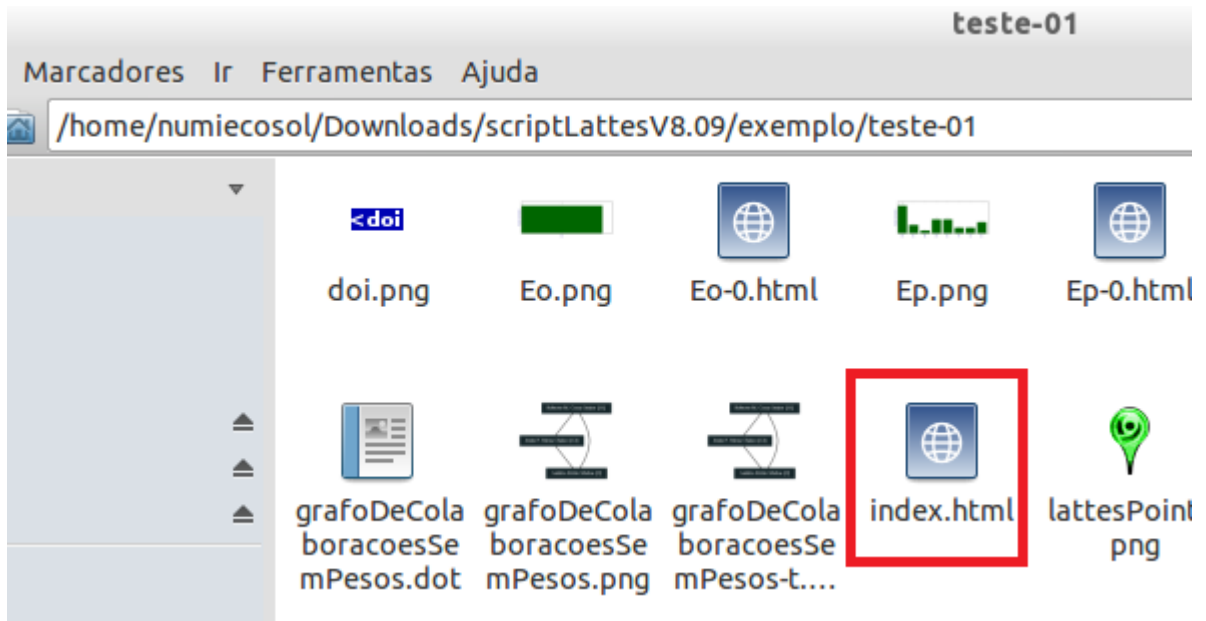 teste-01
Marcadores Ir Ferramentas Ajuda
/home/numiecosol/Downloads/scriptLattesV8.09/exemplo/teste-01
<doi
doi.png
Eo.png
Eo-0.html
Ep.png
Ep-0.html
grafoDeCola
boracoesSe
mPesos.dot
grafoDeCola
boracoesSe
mPesos.png
grafoDeCola
boracoesSe
mPesos-t....
index.html
lattesPoint
png